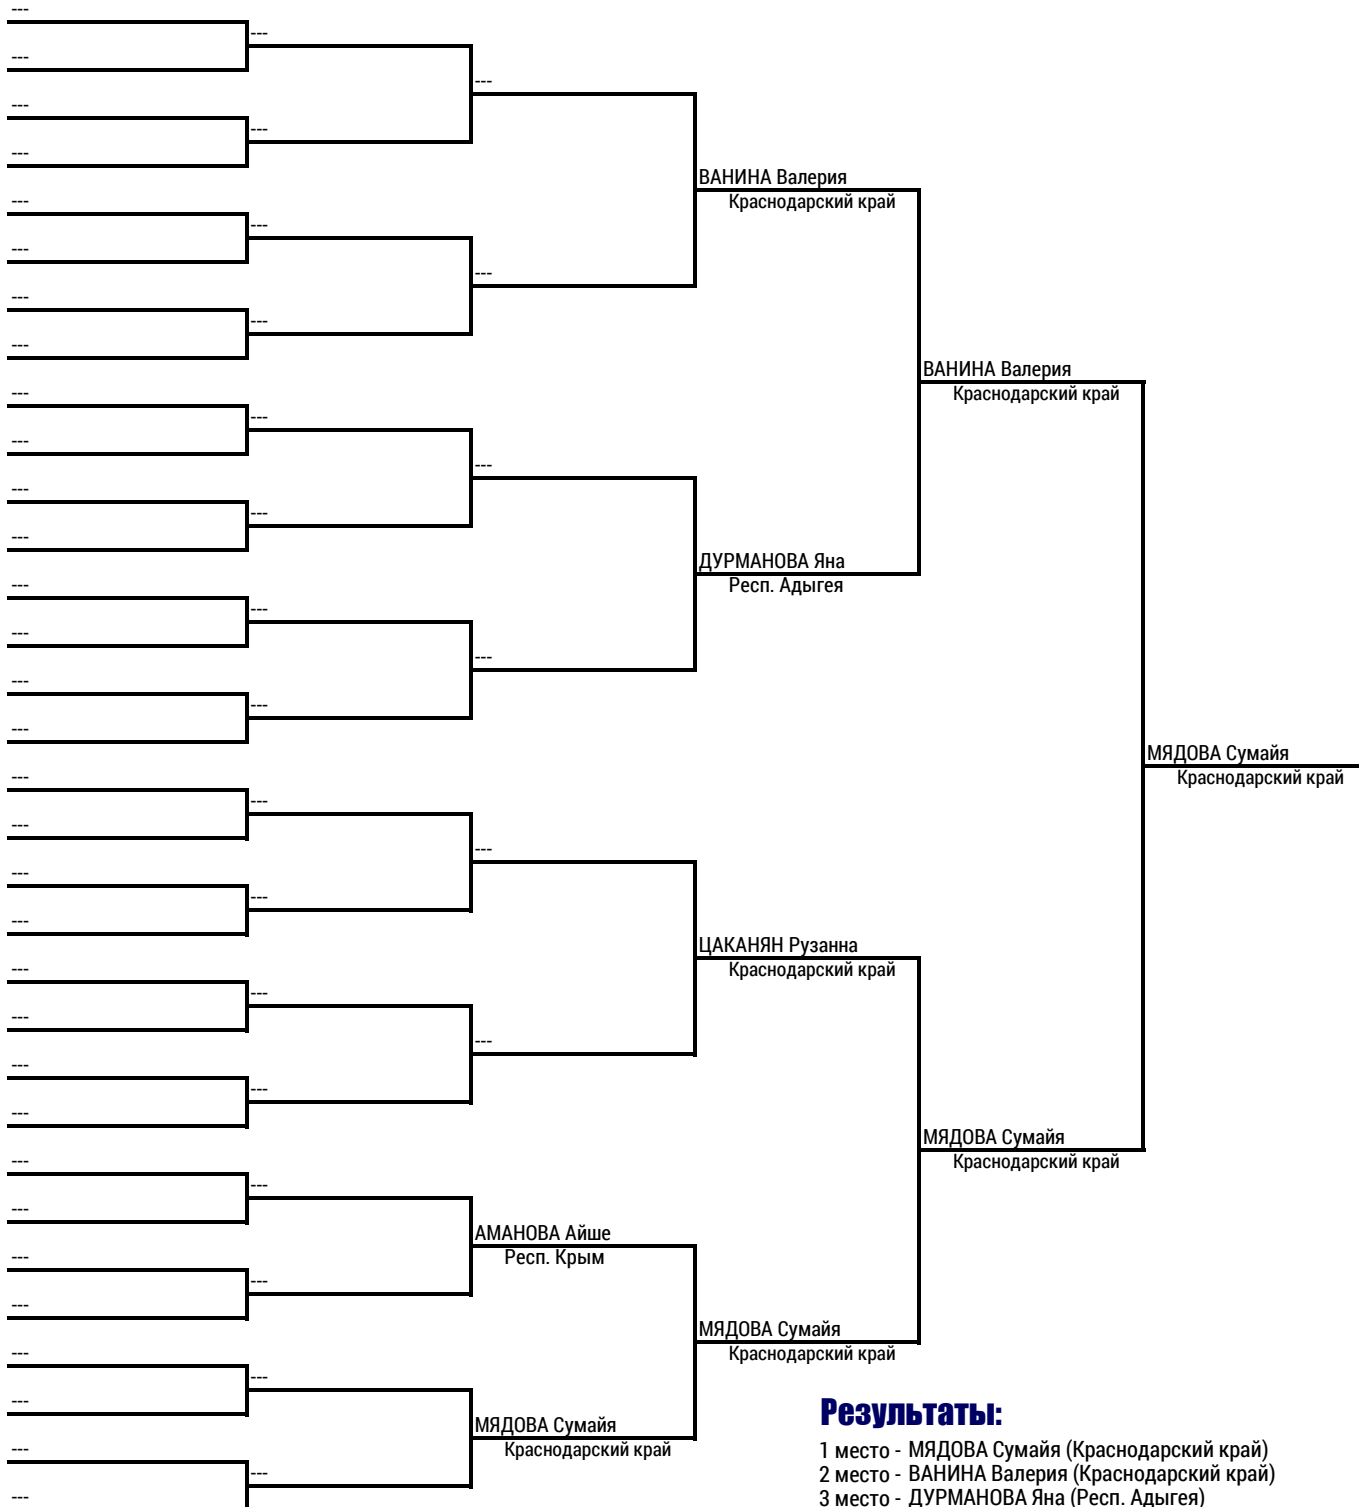 ---
---
---
---
---
---
---
ВАНИНА Валерия
---
Краснодарский край
---
---
---
---
---
---
ВАНИНА Валерия
---
Краснодарский край
---
---
---
---
---
---
ДУРМАНОВА Яна
---
Респ. Адыгея
---
---
---
---
---
---
МЯДОВА Сумайя
---
Краснодарский край
---
---
---
---
---
---
ЦАКАНЯН Рузанна
---
Краснодарский край
---
---
---
---
---
---
МЯДОВА Сумайя
---
Краснодарский край
---
---
АМАНОВА Айше
---
Респ. Крым
---
---
МЯДОВА Сумайя
---
Краснодарский край
---
---
МЯДОВА Сумайя
---
Краснодарский край
---
---
Результаты:
1 место - МЯДОВА Сумайя (Краснодарский край)
2 место - ВАНИНА Валерия (Краснодарский край)
3 место - ДУРМАНОВА Яна (Респ. Адыгея)